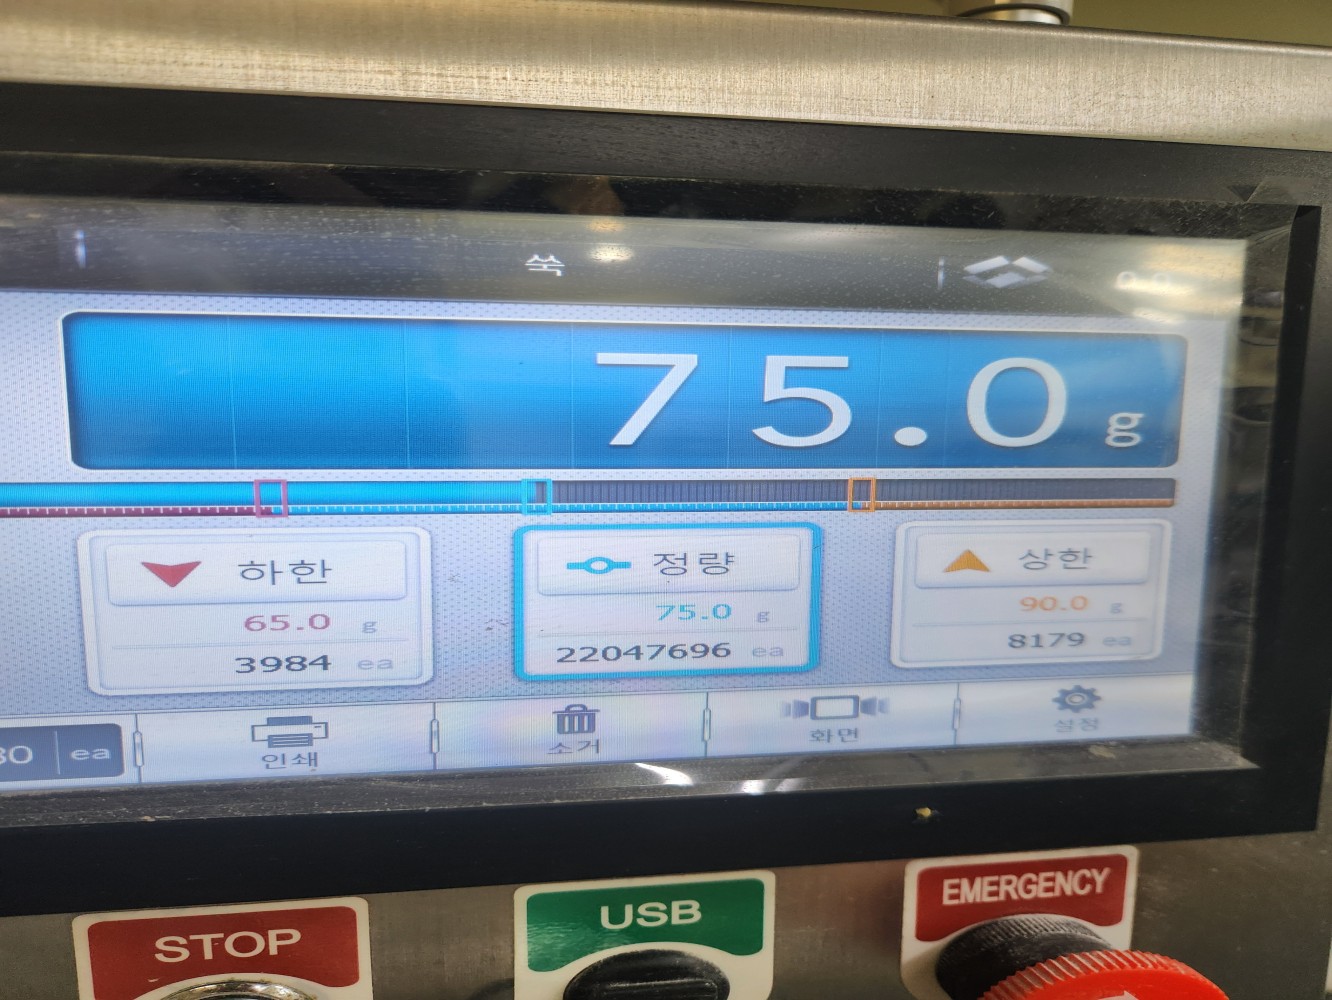 쑥
75.0 g
하한
65.0 g
3984 ea
정량
75.0 g
22047696 ea
상한
90.0 g
8179 ea
80 ea
인쇄
소거
화면
설정
STOP
USB
EMERGENCY